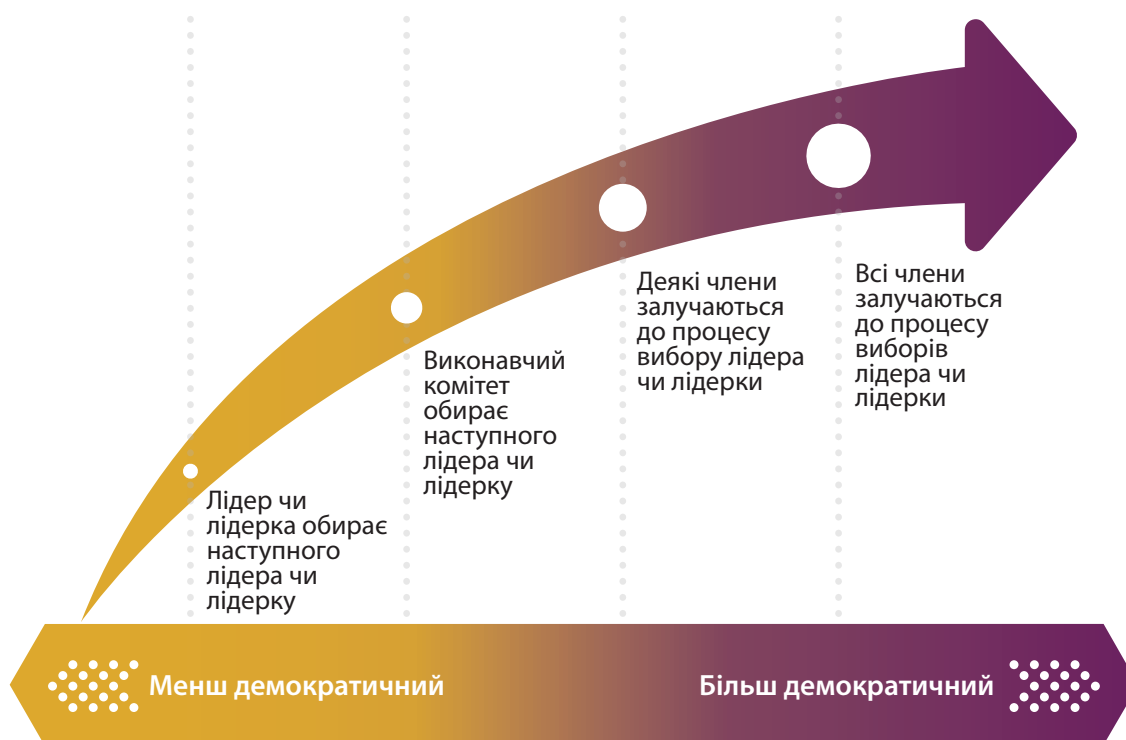 Лідер чи
лідерка обирає
наступного
лідера чи
лідерку
Виконавчий
комітет
обирає
наступного
лідера чи
лідерку
Деякі члени
залучаються
до процесу
вибору лідера
чи лідерки
Всі члени
залучаються
до процесу
виборів
лідера чи
лідерки
Менш демократичний
Більш демократичний